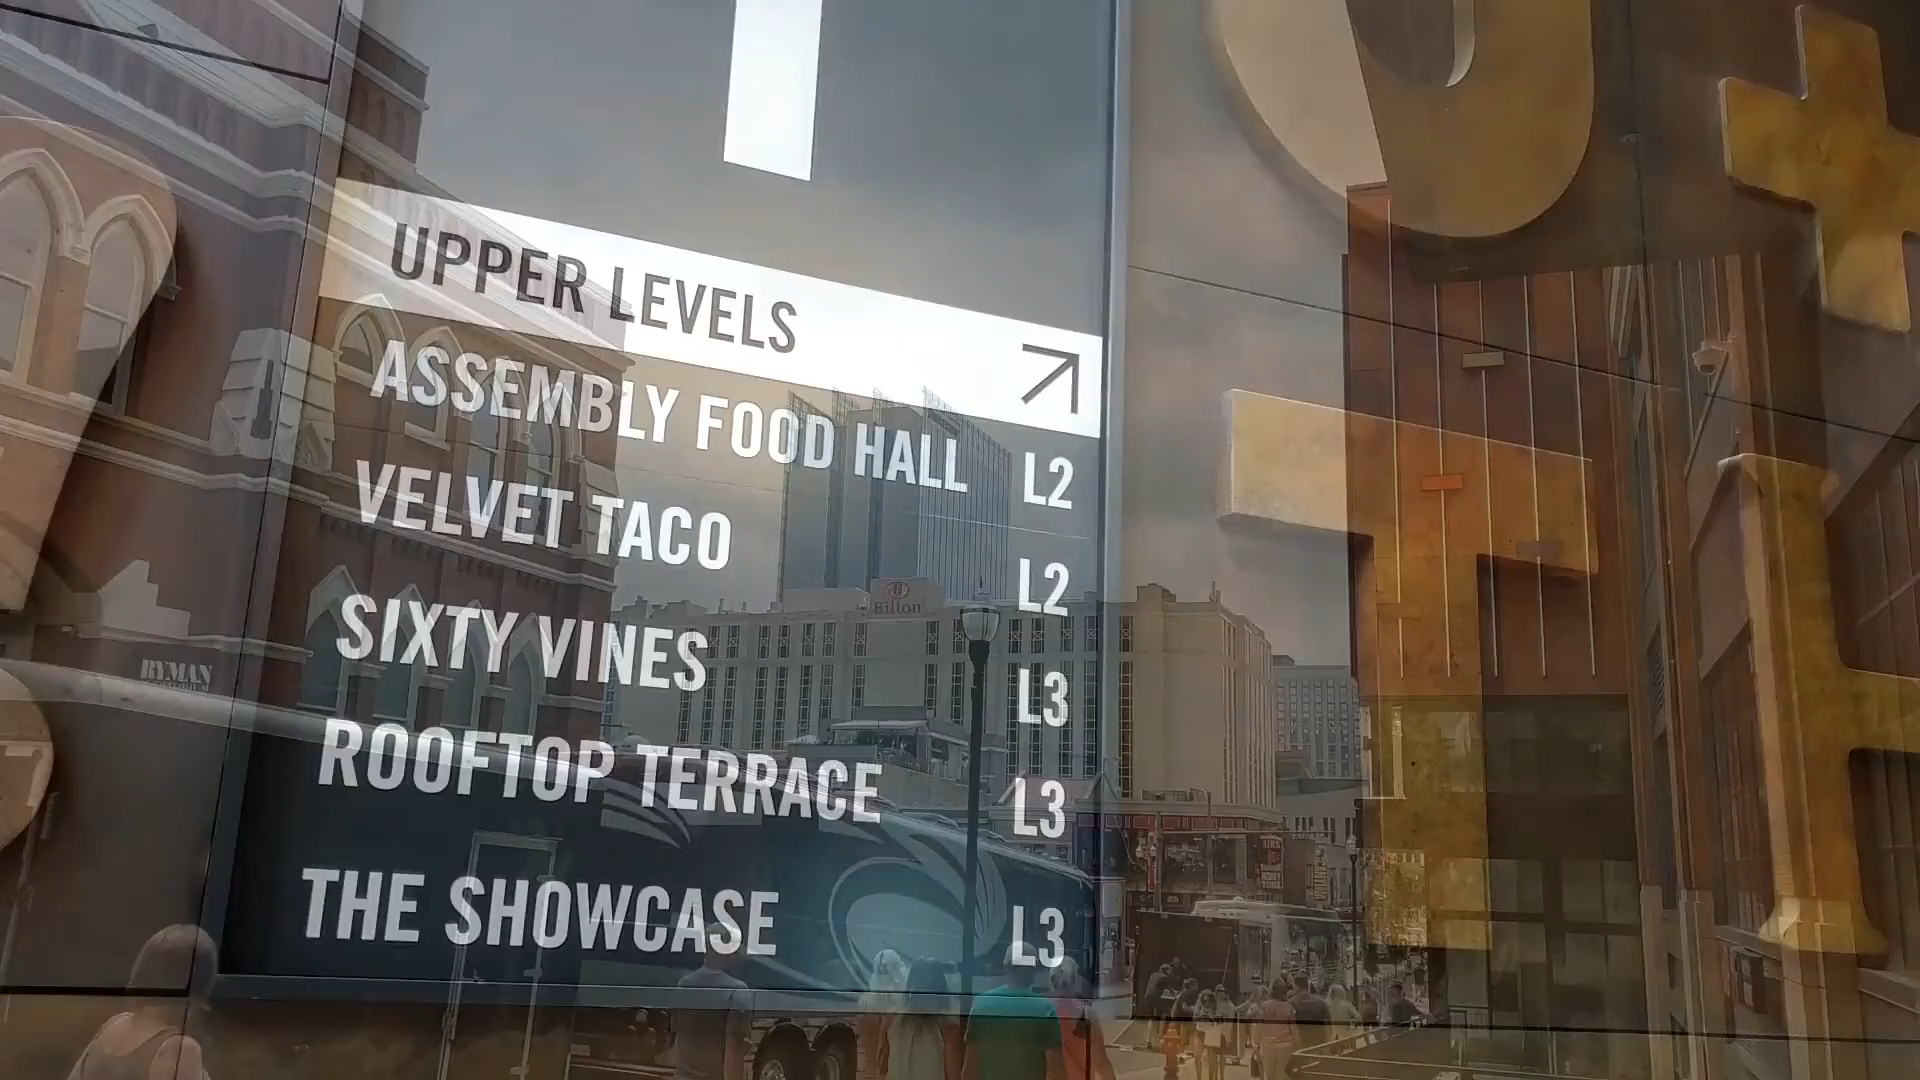 UPPER LEVELS
ASSEMBLY FOOD HALL L2
VELVET TACO L2
SIXTY VINES L3
ROOFTOP TERRACE L3
THE SHOWCASE L3
Hilton
RYMAN